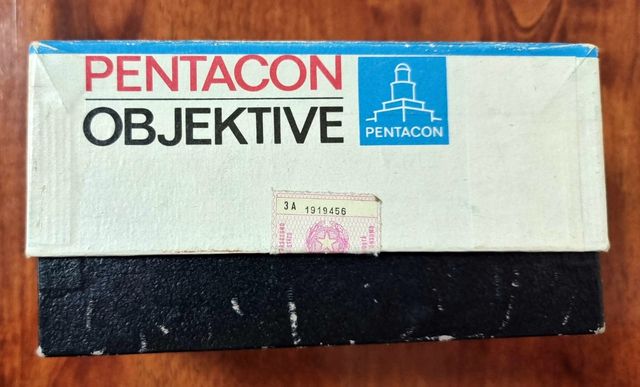 PENTACON
OBJEKTIVE
PENTACON
3A 1919456